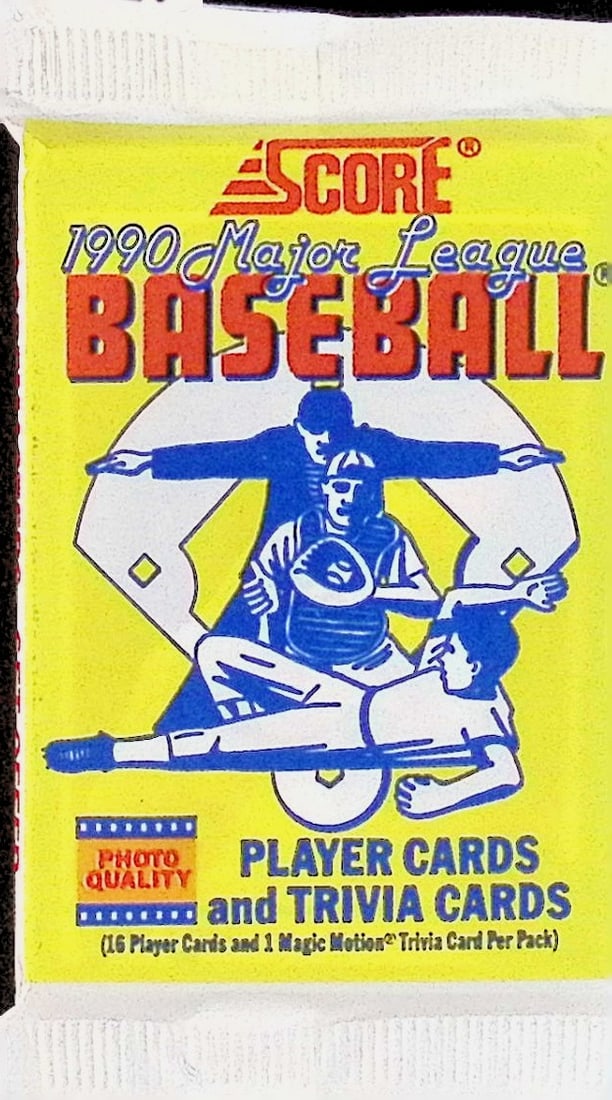 SCORE®
1990 Major League
BASEBALL®
PHOTO
QUALITY
PLAYER CARDS
and TRIVIA CARDS
(16 Player Cards and 1 Magic Motion® Trivia Card Per Pack)